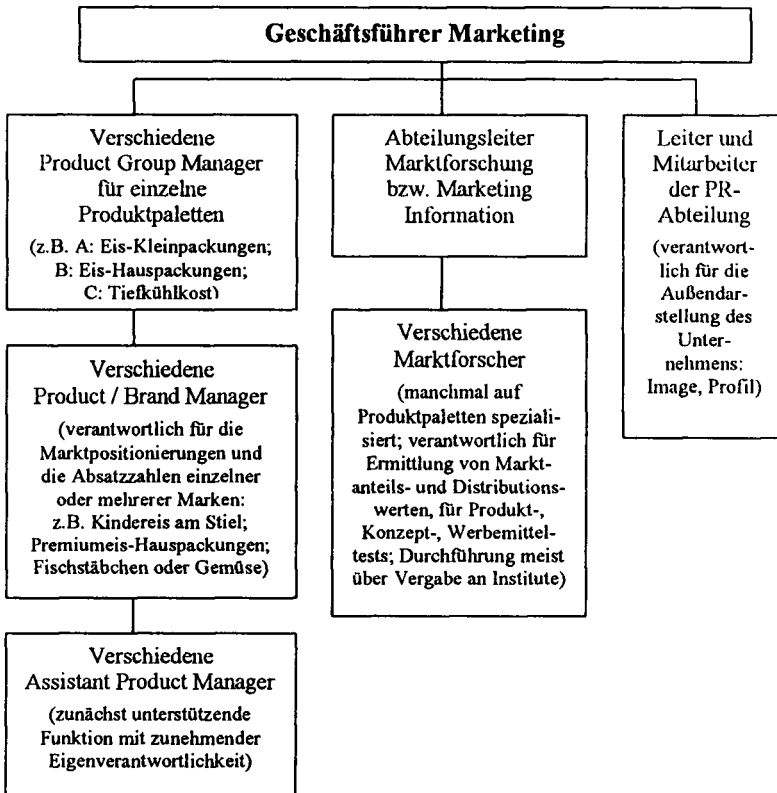 Geschäftsführer Marketing
Verschiedene
Product Group Manager
für einzelne
Produktpaletten
(z.B. A: Eis-Kleinpackungen;
B: Eis-Hauspackungen;
C: Tiefkühlkost)
Verschiedene
Product / Brand Manager
(verantwortlich für die
Marktpositionierungen und
die Absatzzahlen einzelner
oder mehrerer Marken:
z.B. Kindereis am Stiel;
Premiumeis-Hauspackungen;
Fischstäbchen oder Gemüse)
Verschiedene
Assistant Product Manager
(zunächst unterstützende
Funktion mit zunehmender
Eigenverantwortlichkeit)
Abteilungsleiter
Marktforschung
bzw. Marketing
Information
Verschiedene
Marktforscher
(manchmal auf
Produktpaletten speziali-
siert; verantwortlich für
Ermittlung von Markt-
anteils- und Distributions-
werten, für Produkt-,
Konzept-, Werbemittel-
tests; Durchführung meist
über Vergabe an Institute)
Leiter und
Mitarbeiter
der PR-
Abteilung
(verantwort-
lich für die
Außendar-
stellung des
Unter-
nehmens:
Image, Profil)